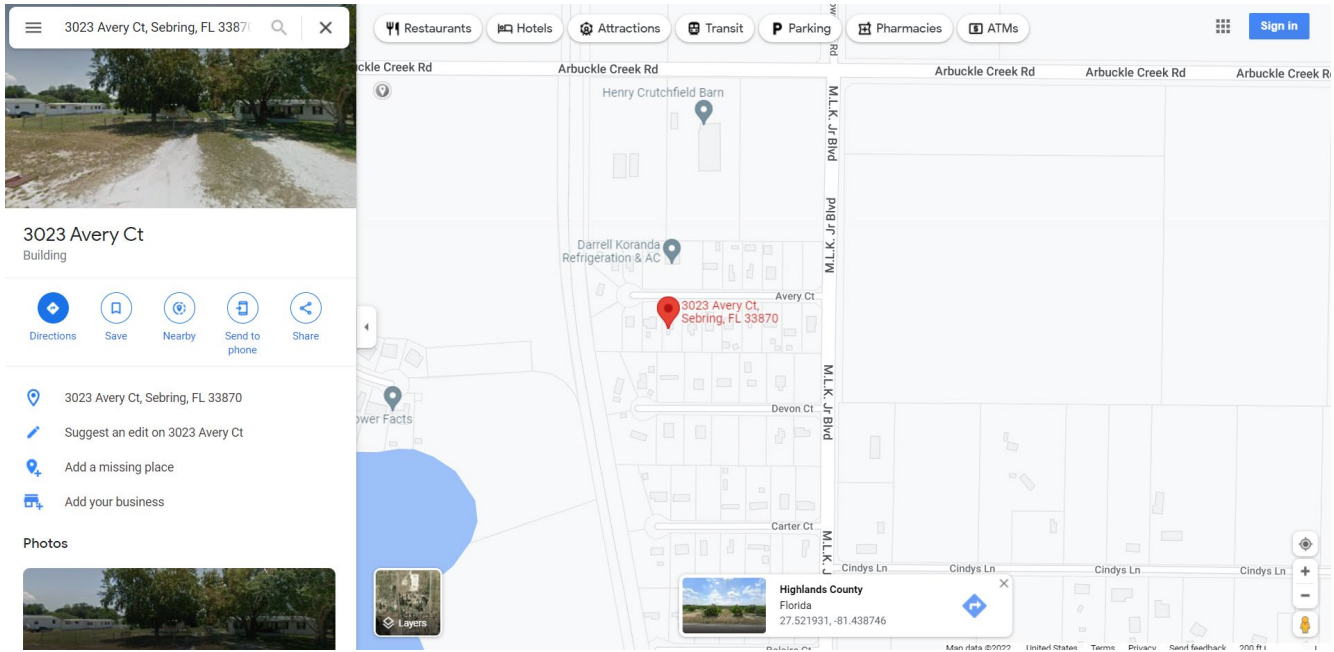 3023 Avery Ct, Sebring, FL 3387
Restaurants
Hotels
Attractions
Transit
Parking
Pharmacies
ATMs
Sign in
3023 Avery Ct
Building
Directions
Save
Nearby
Send to
phone
Share
3023 Avery Ct, Sebring, FL 33870
Suggest an edit on 3023 Avery Ct
Add a missing place
Add your business
Photos
ckle Creek Rd
Arbuckle Creek Rd
Rd
Arbuckle Creek Rd
Arbuckle Creek Rd
Arbuckle Creek R
Henry Crutchfield Barn
M.L.K. Jr Blvd
M.L.K. Jr Blvd
Darrell Koranda
Refrigeration & AC
Avery Ct
3023 Avery Ct,
Sebring, FL 33870
M.L.K. Jr Blvd
Devon Ct
ower Facts
Carter Ct
M.L.K. J
Cindys Ln
Cindys Ln
Cindys Ln
Cindys Ln
Layers
Highlands County
Florida
27.521931, -81.438746
Map data ©2022
United States
Terms
Privacy
Send feedback
200 ft